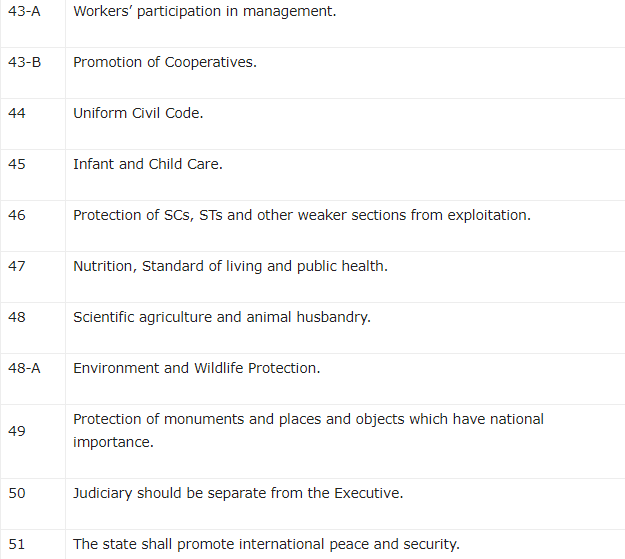 43-A Workers’ participation in management.
43-B Promotion of Cooperatives.
44 Uniform Civil Code.
45 Infant and Child Care.
46 Protection of SCs, STs and other weaker sections from exploitation.
47 Nutrition, Standard of living and public health.
48 Scientific agriculture and animal husbandry.
48-A Environment and Wildlife Protection.
49 Protection of monuments and places and objects which have national
importance.
50 Judiciary should be separate from the Executive.
51 The state shall promote international peace and security.